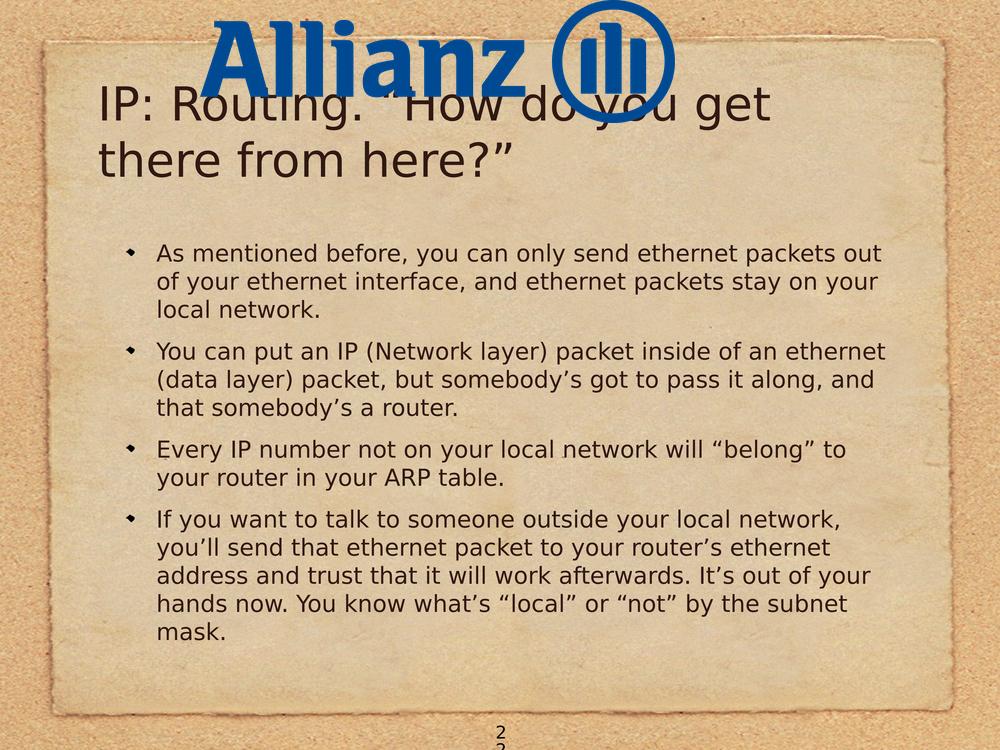 Allianz
IP: Routing. “How do you get
there from here?”
As mentioned before, you can only send ethernet packets out
of your ethernet interface, and ethernet packets stay on your
local network.
You can put an IP (Network layer) packet inside of an ethernet
(data layer) packet, but somebody’s got to pass it along, and
that somebody’s a router.
Every IP number not on your local network will “belong” to
your router in your ARP table.
If you want to talk to someone outside your local network,
you’ll send that ethernet packet to your router’s ethernet
address and trust that it will work afterwards. It’s out of your
hands now. You know what’s “local” or “not” by the subnet
mask.
2
2